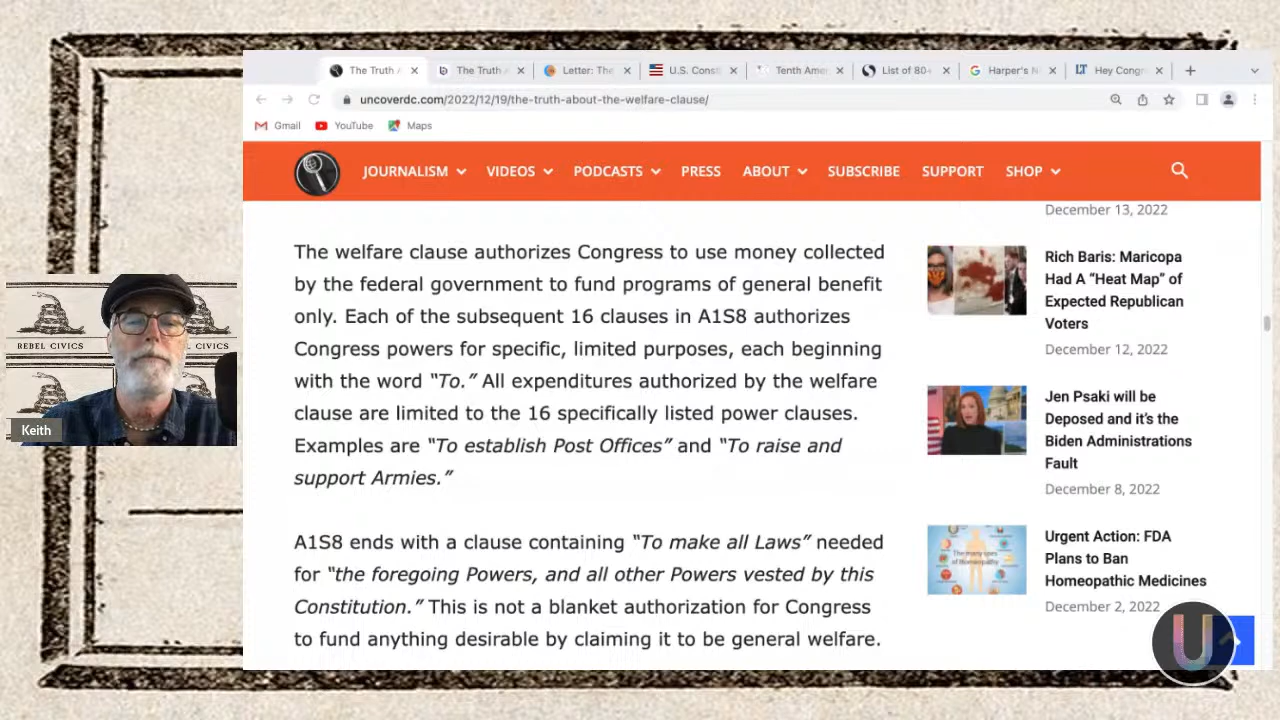 The Truth A
The Truth A
Letter: The
U.S. Consti
Tenth Amer
List of 80+
Harper's N
Hey Congr
uncoverdc.com/2022/12/19/the-truth-about-the-welfare-clause/
Gmail
YouTube
Maps
JOURNALISM
VIDEOS
PODCASTS
PRESS
ABOUT
SUBSCRIBE
SUPPORT
SHOP
The welfare clause authorizes Congress to use money collected
by the federal government to fund programs of general benefit
only. Each of the subsequent 16 clauses in A1S8 authorizes
Congress powers for specific, limited purposes, each beginning
with the word “To.” All expenditures authorized by the welfare
clause are limited to the 16 specifically listed power clauses.
Examples are “To establish Post Offices” and “To raise and
support Armies.”
A1S8 ends with a clause containing “To make all Laws” needed
for “the foregoing Powers, and all other Powers vested by this
Constitution.” This is not a blanket authorization for Congress
to fund anything desirable by claiming it to be general welfare.
December 13, 2022
Rich Baris: Maricopa
Had A “Heat Map” of
Expected Republican
Voters
December 12, 2022
Jen Psaki will be
Deposed and it’s the
Biden Administrations
Fault
December 8, 2022
The many uses
of Homeopathy
Urgent Action: FDA
Plans to Ban
Homeopathic Medicines
December 2, 2022
REBEL CIVICS
CIVICS
Keith
U